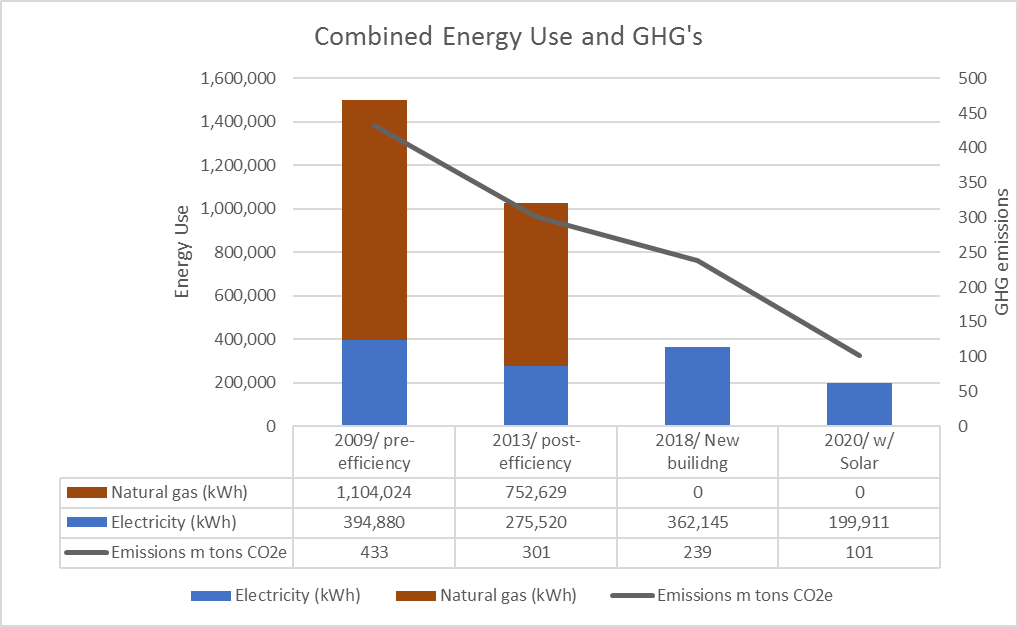 Combined Energy Use and GHG's
1,600,000
1,400,000
1,200,000
1,000,000
800,000
600,000
400,000
200,000
0
Energy Use
500
450
400
350
300
250
200
150
100
50
0
GHG emissions
2009/ pre-
efficiency
2013/ post-
efficiency
2018/ New
builidng
2020/ w/
Solar
Natural gas (kWh) 1,104,024 752,629 0 0
Electricity (kWh) 394,880 275,520 362,145 199,911
Emissions m tons CO2e 433 301 239 101
Electricity (kWh) Natural gas (kWh) Emissions m tons CO2e